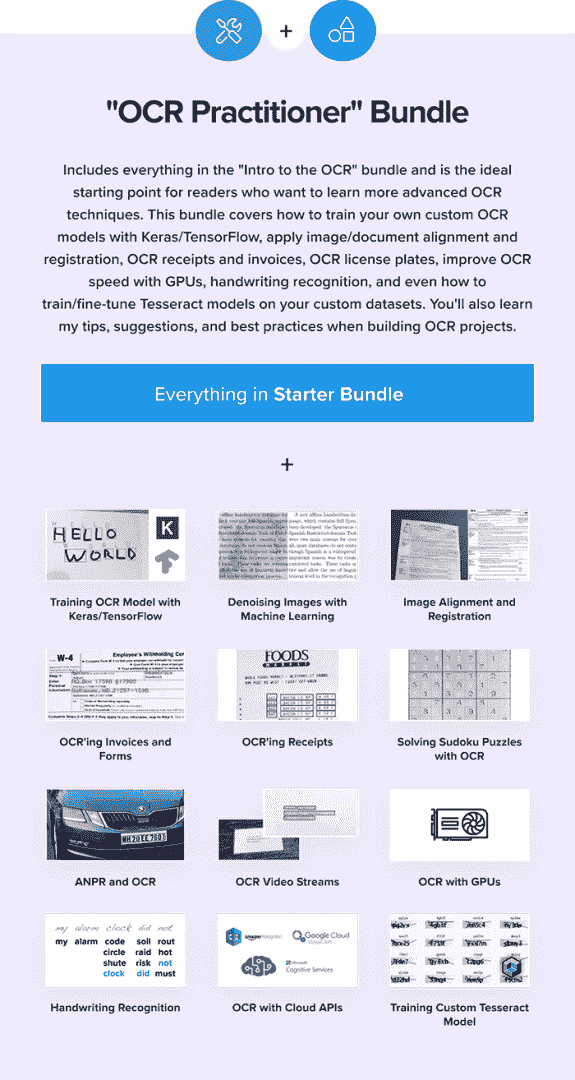 +
"OCR Practitioner" Bundle
Includes everything in the "Intro to the OCR" bundle and is the ideal
starting point for readers who want to learn more advanced OCR
techniques. This bundle covers how to train your own custom OCR
models with Keras/TensorFlow, apply image/document alignment and
registration, OCR receipts and invoices, OCR license plates, improve OCR
speed with GPUs, handwriting recognition, and even how to
train/fine-tune Tesseract models on your custom datasets. You'll also learn
my tips, suggestions, and best practices when building OCR projects.
Everything in Starter Bundle
+
HELLO
WORLD
K
Training OCR Model with
Keras/TensorFlow
Denoising Images with
Machine Learning
Image Alignment and
Registration
W-4
Employee's Withholding Cer
OCR'ing Invoices and
Forms
FOODS
MARKET
OCR'ing Receipts
Solving Sudoku Puzzles
with OCR
ANPR and OCR
OCR Video Streams
OCR with GPUs
my alarm clock did not
my alarm code soil rout
circle raid hot
shute risk not
clock did must
Handwriting Recognition
Google Cloud
Vision API
Microsoft
Cognitive Services
OCR with Cloud APIs
Training Custom Tesseract
Model